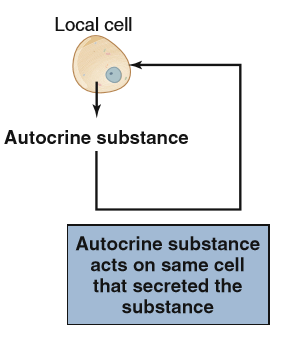 Local cell
Autocrine substance
Autocrine substance
acts on same cell
that secreted the
substance